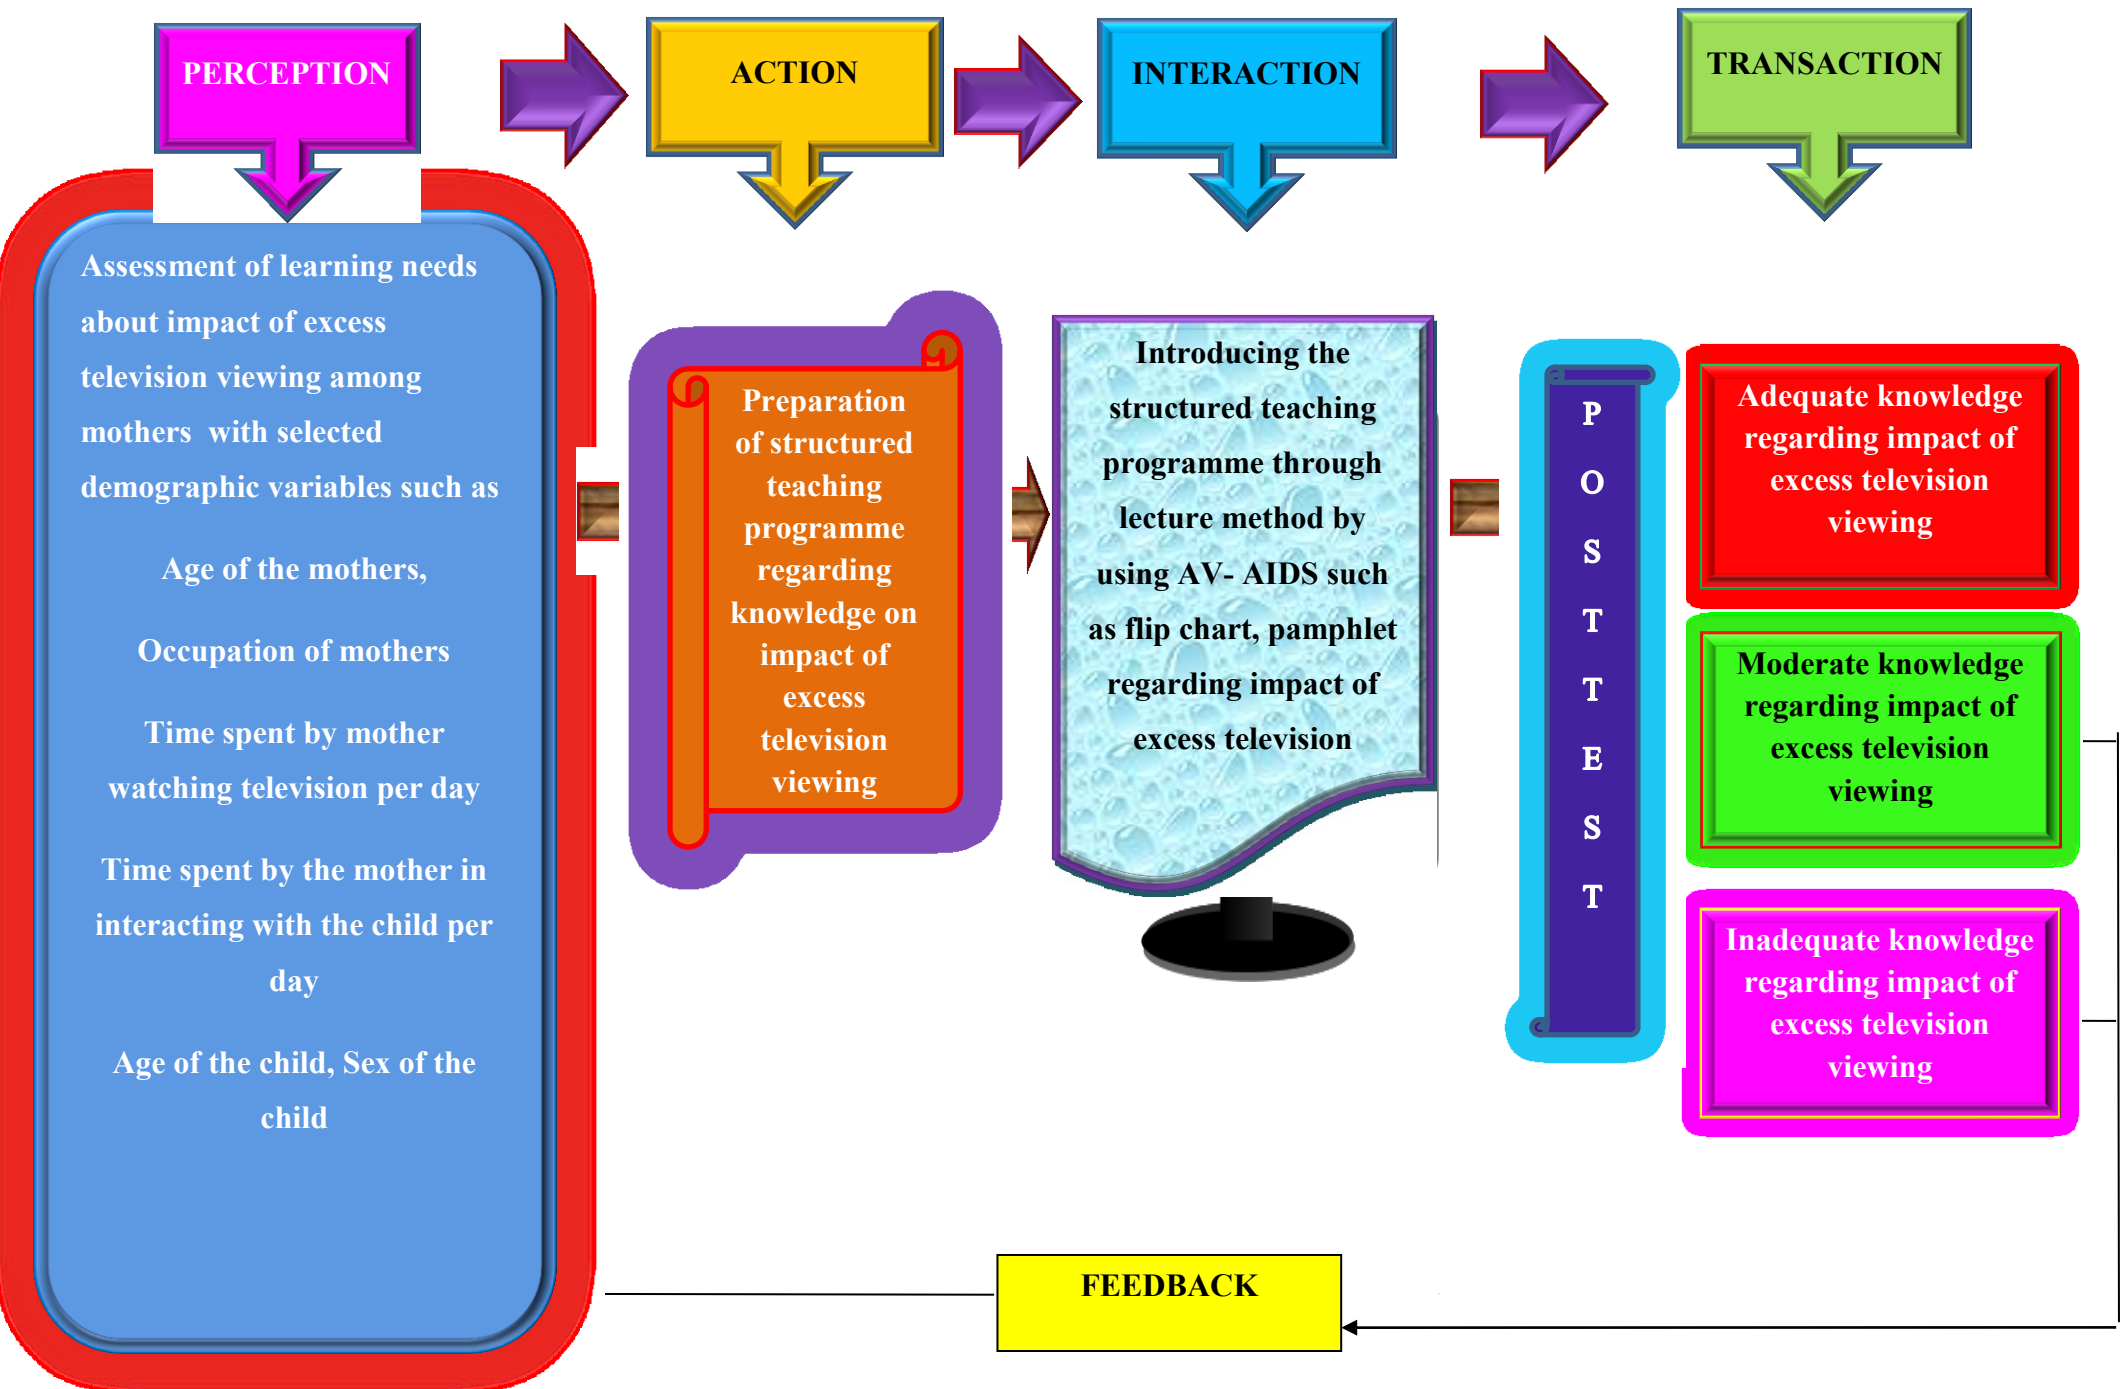 PERCEPTION
ACTION
INTERACTION
TRANSACTION
Assessment of learning needs
about impact of excess
television viewing among
mothers with selected
demographic variables such as
Age of the mothers,
Occupation of mothers
Time spent by mother
watching television per day
Time spent by the mother in
interacting with the child per
day
Age of the child, Sex of the
child
Preparation
of structured
teaching
programme
regarding
knowledge on
impact of
excess
television
viewing
Introducing the
structured teaching
programme through
lecture method by
using AV- AIDS such
as flip chart, pamphlet
regarding impact of
excess television
P
O
S
T
T
E
S
T
Adequate knowledge
regarding impact of
excess television
viewing
Moderate knowledge
regarding impact of
excess television
viewing
Inadequate knowledge
regarding impact of
excess television
viewing
FEEDBACK